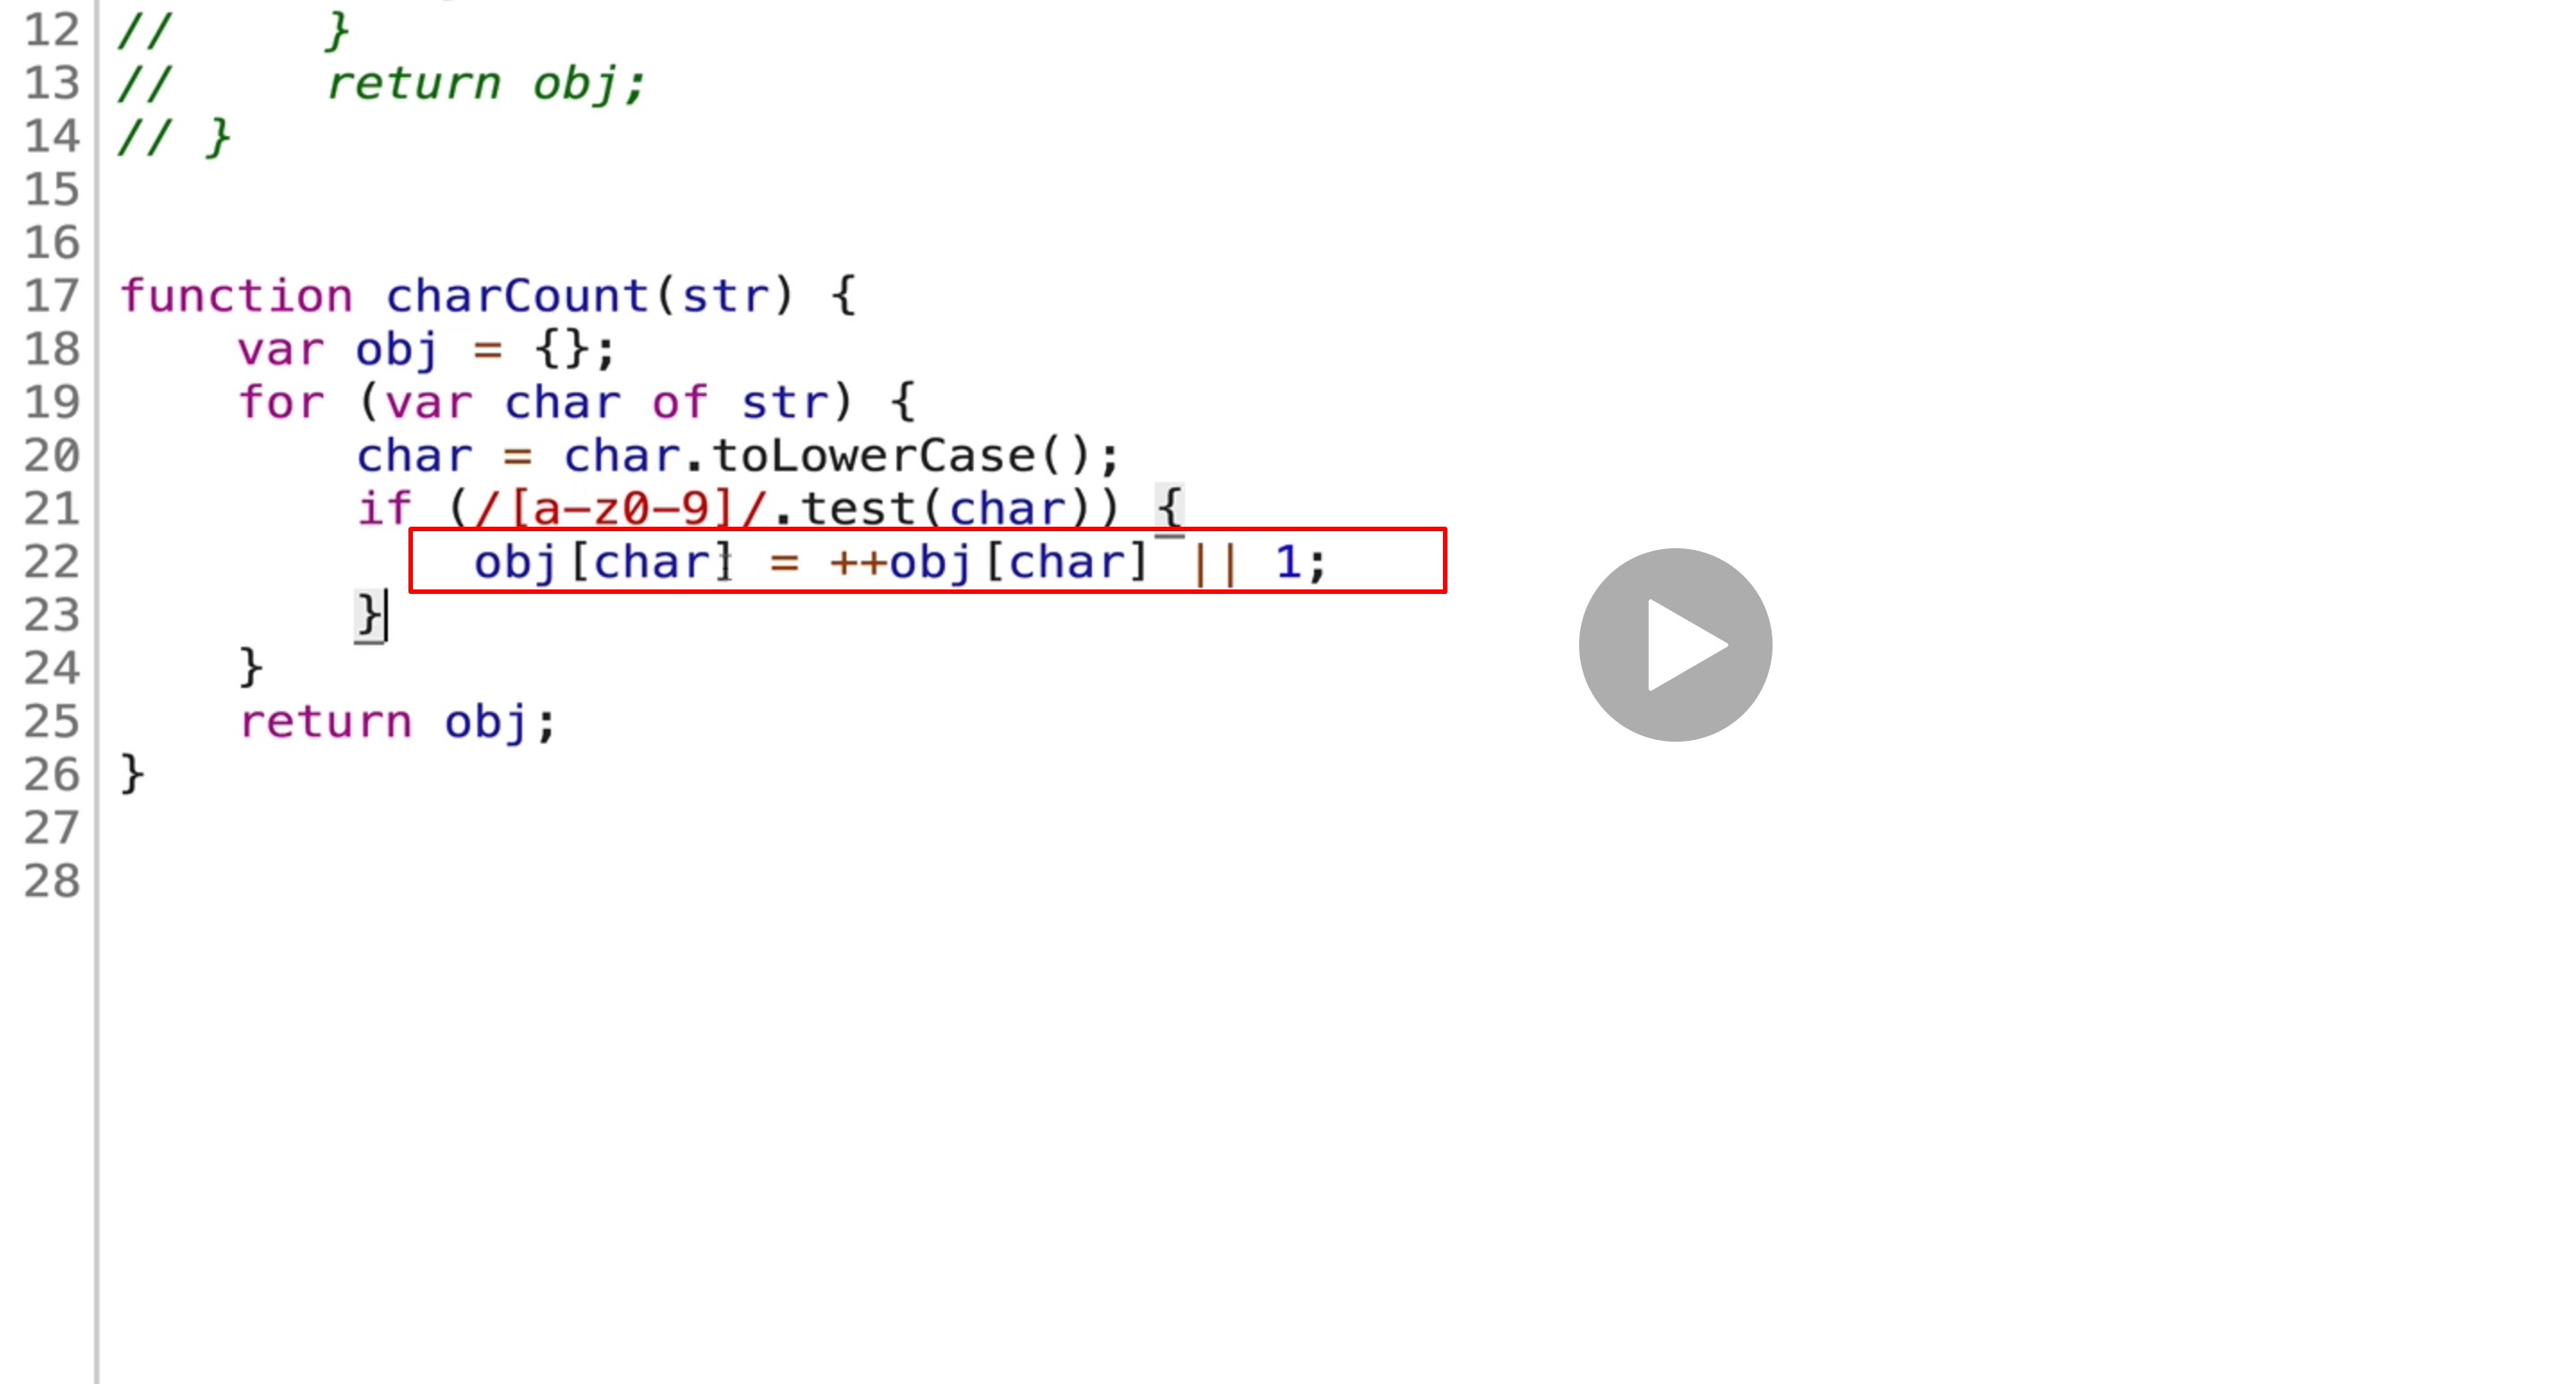 12 //     }
13 //     return obj;
14 // }
15
16
17 function charCount(str) {
18     var obj = {};
19     for (var char of str) {
20         char = char.toLowerCase();
21         if (/[a-z0-9]/.test(char)) {
22             obj[char] = ++obj[char] || 1;
23         }
24     }
25     return obj;
26 }
27
28